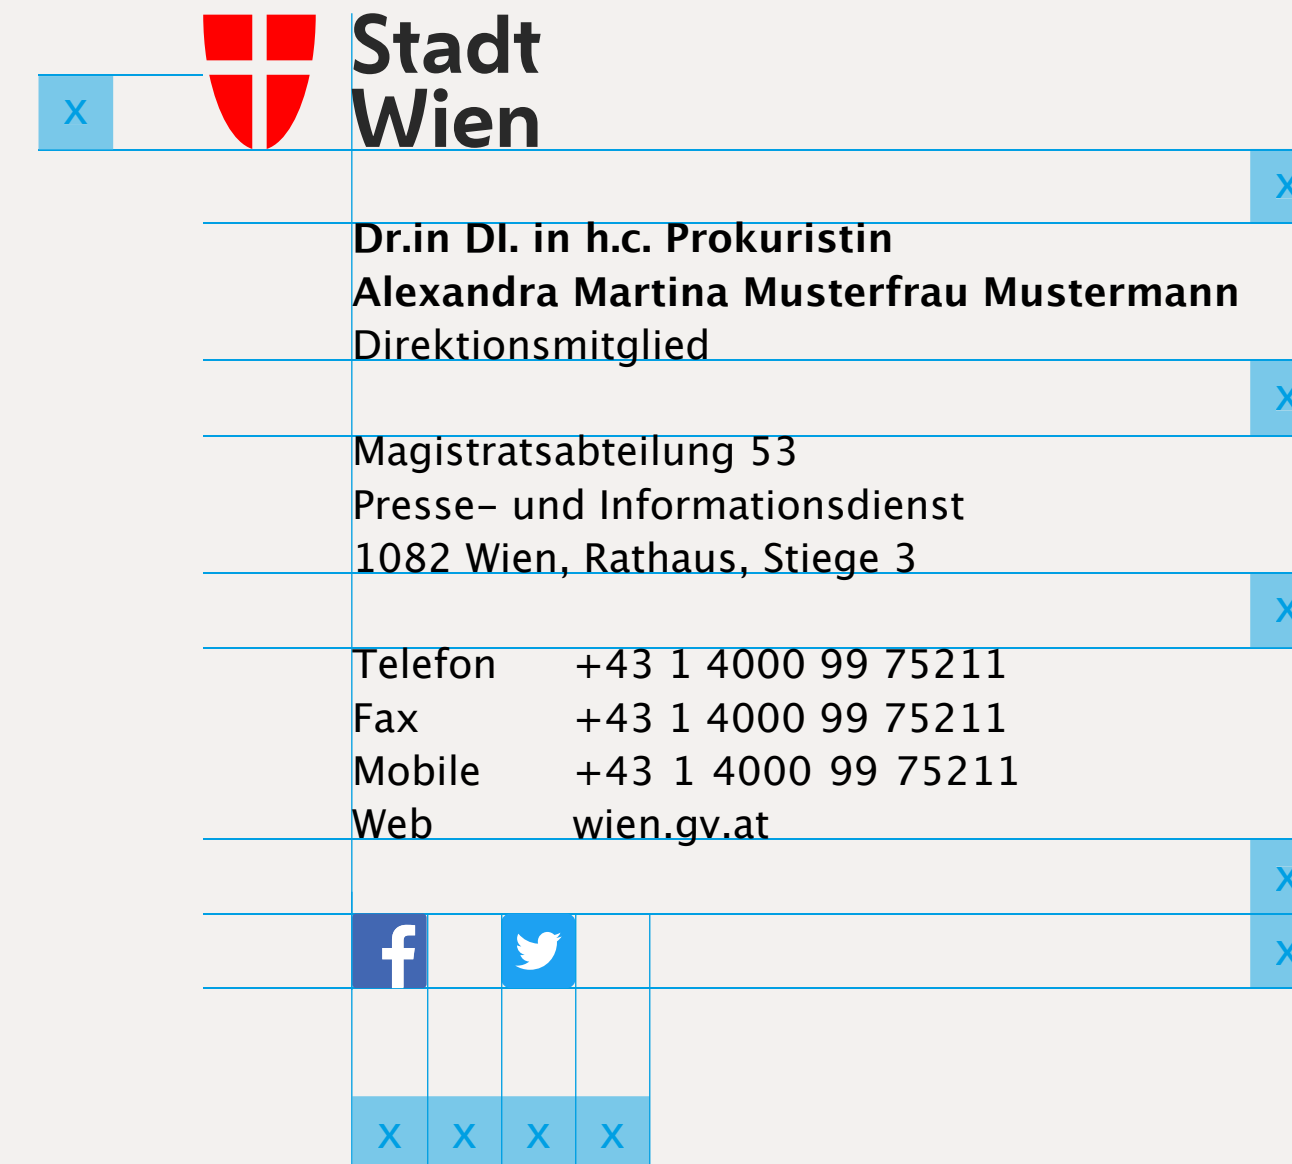 Stadt
Wien
x
x
Dr.in DI. in h.c. Prokuristin
Alexandra Martina Musterfrau Mustermann
Direktionsmitglied
x
Magistratsabteilung 53
Presse- und Informationsdienst
1082 Wien, Rathaus, Stiege 3
x
Telefon +43 1 4000 99 75211
Fax +43 1 4000 99 75211
Mobile +43 1 4000 99 75211
Web wien.gv.at
x
f x
x x x x